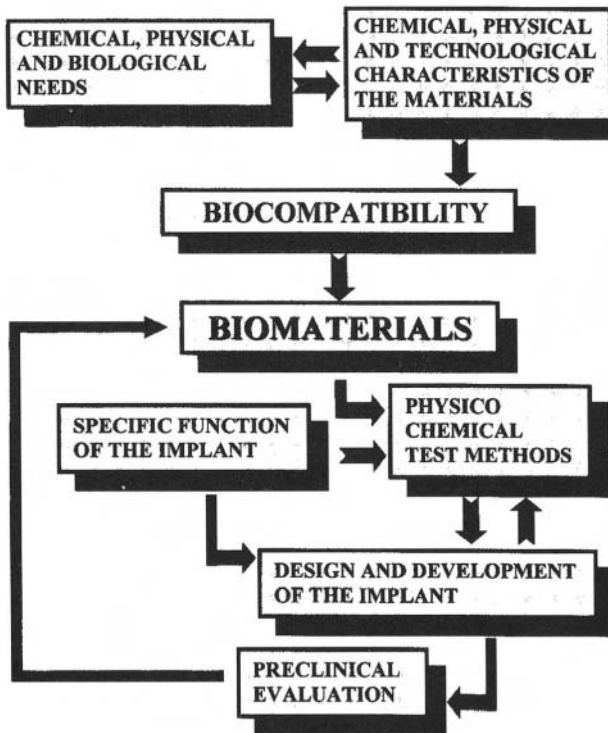 CHEMICAL, PHYSICAL
AND BIOLOGICAL
NEEDS
CHEMICAL, PHYSICAL
AND TECHNOLOGICAL
CHARACTERISTICS OF
THE MATERIALS
BIOCOMPATIBILITY
BIOMATERIALS
SPECIFIC FUNCTION
OF THE IMPLANT
PHYSICO
CHEMICAL
TEST METHODS
DESIGN AND DEVELOPMENT
OF THE IMPLANT
PRECLINICAL
EVALUATION